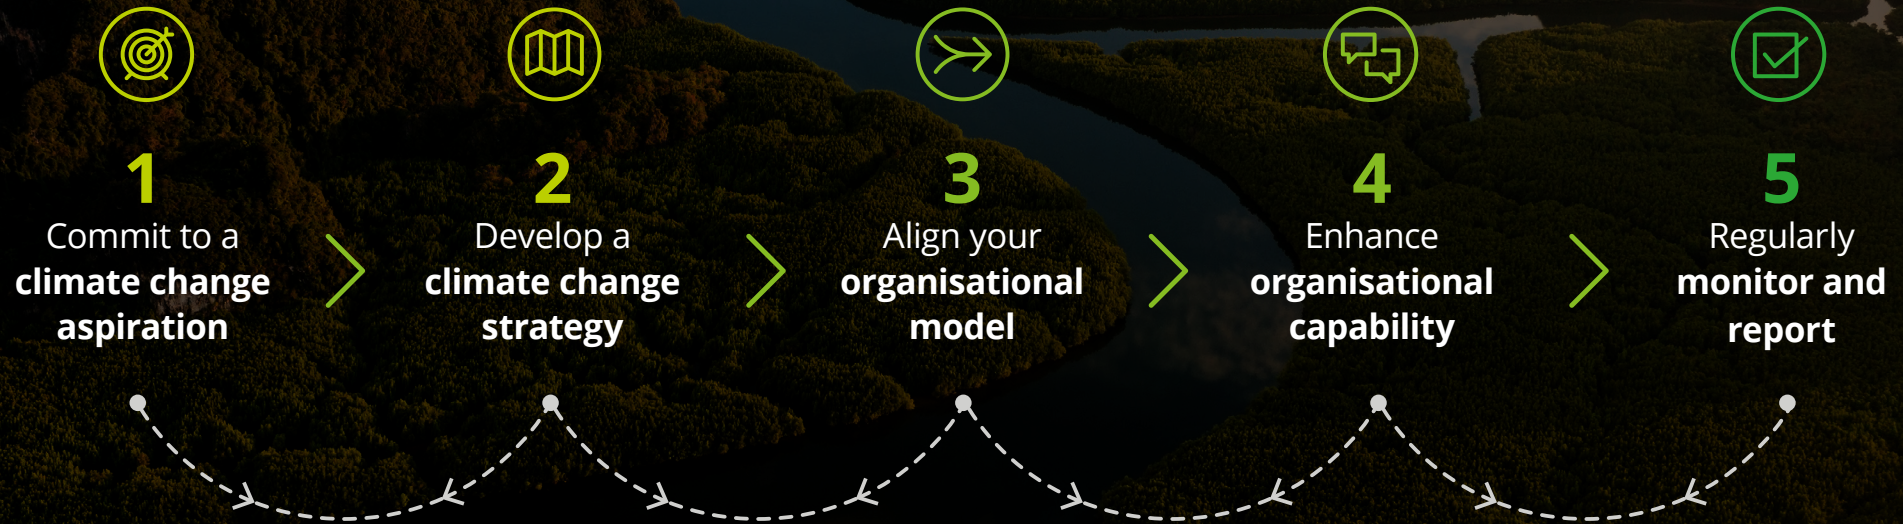 1
Commit to a
climate change
aspiration
2
Develop a
climate change
strategy
3
Align your
organisational
model
4
Enhance
organisational
capability
5
Regularly
monitor and
report